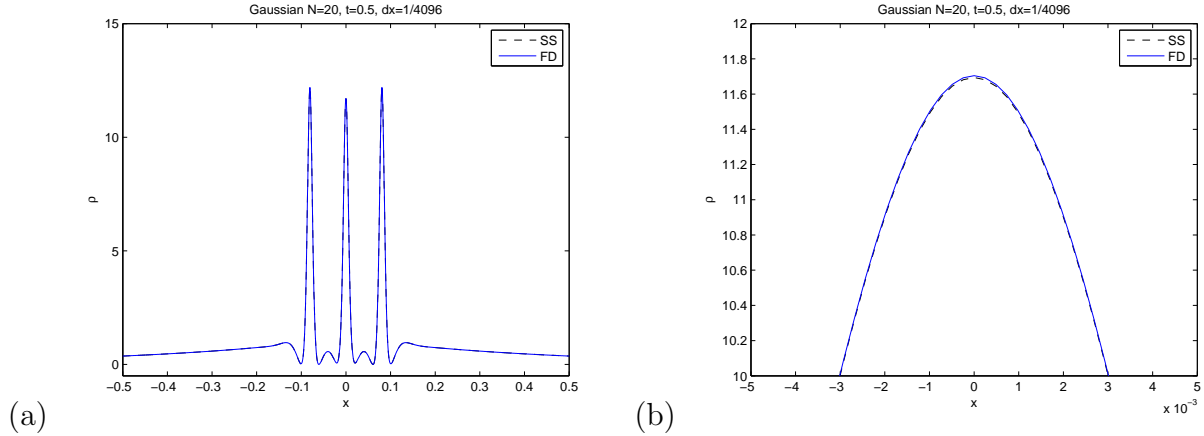 Gaussian N=20, t=0.5, dx=1/4096
15
10
5
0
ρ
SS
FD
−0.5 −0.4 −0.3 −0.2 −0.1 0 0.1 0.2 0.3 0.4 0.5
x
(a)
Gaussian N=20, t=0.5, dx=1/4096
12
11.8
11.6
11.4
11.2
11
10.8
10.6
10.4
10.2
10
ρ
SS
FD
−5 −4 −3 −2 −1 0 1 2 3 4 5
x
x 10⁻³
(b)